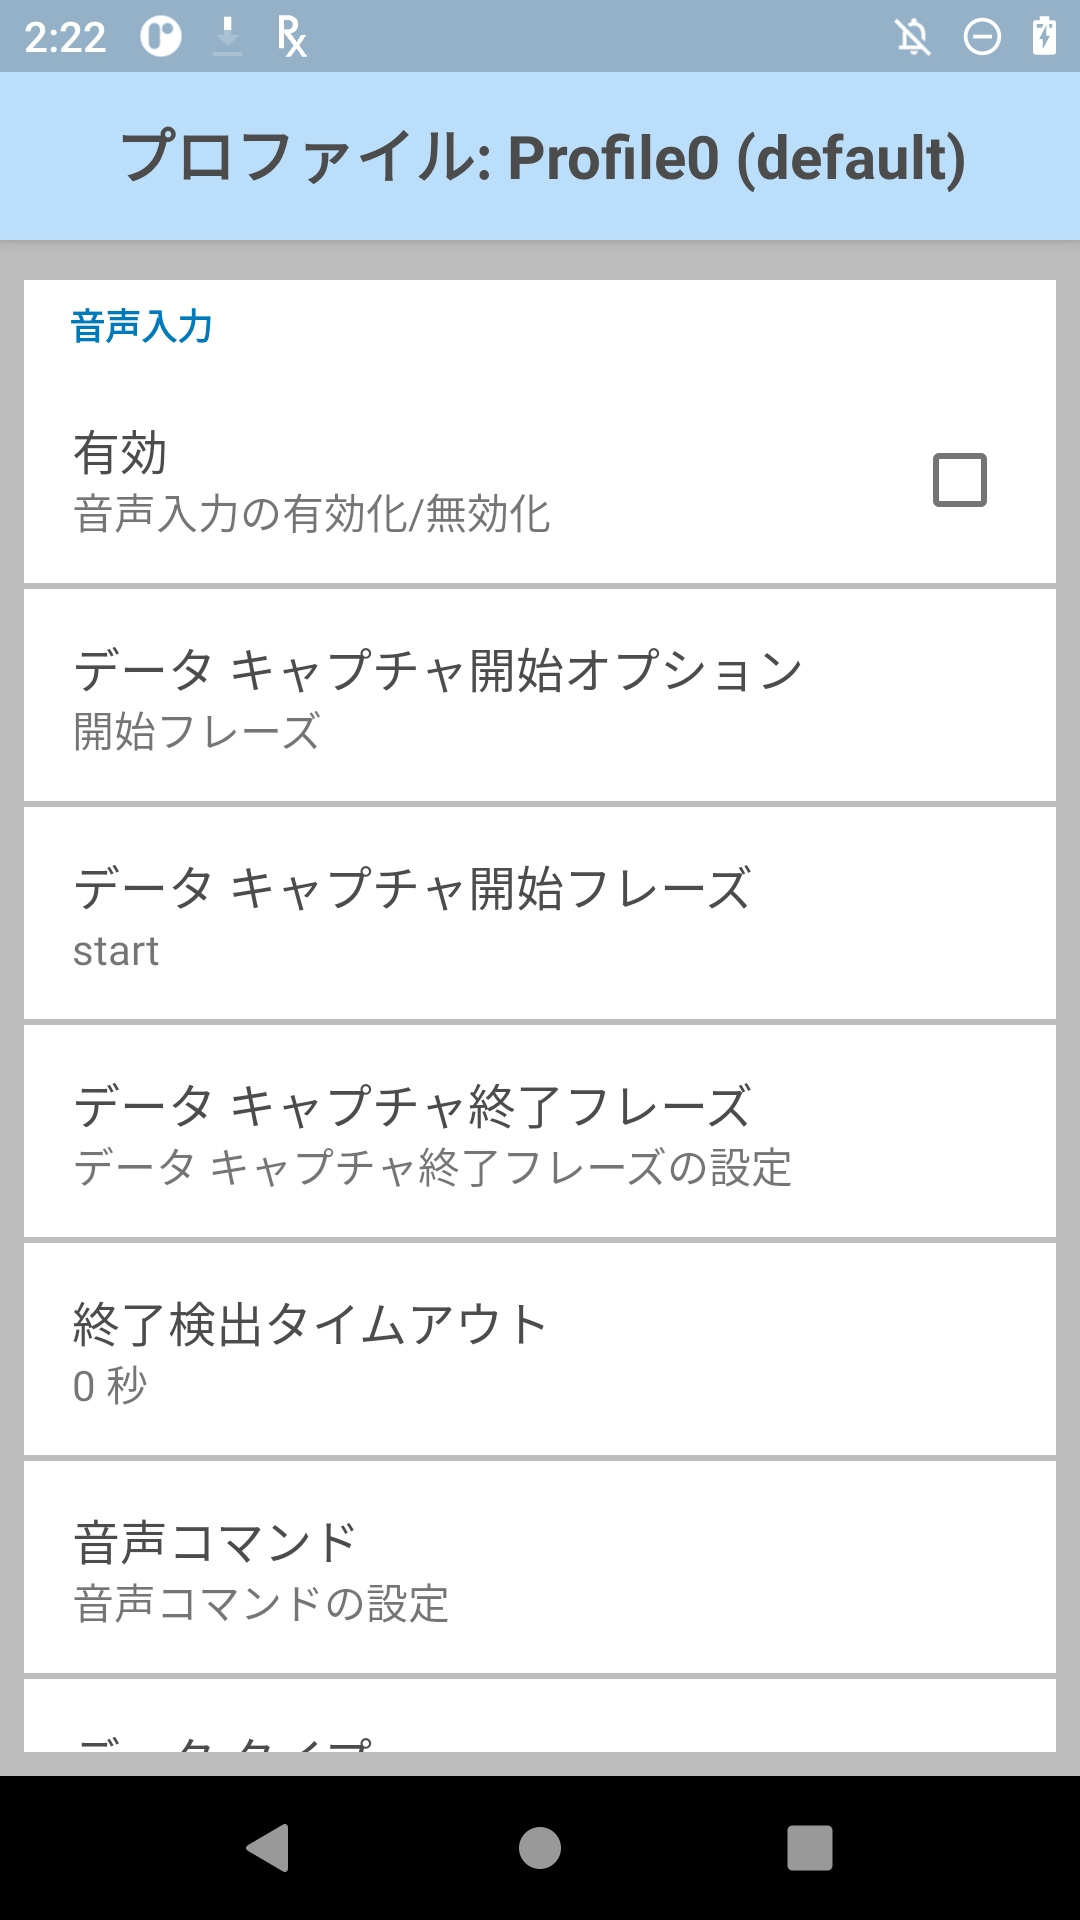 2:22
プロファイル: Profile0 (default)
音声入力
有効
音声入力の有効化/無効化
データ キャプチャ開始オプション
開始フレーズ
データ キャプチャ開始フレーズ
start
データ キャプチャ終了フレーズ
データ キャプチャ終了フレーズの設定
終了検出タイムアウト
0 秒
音声コマンド
音声コマンドの設定
データ タイプ